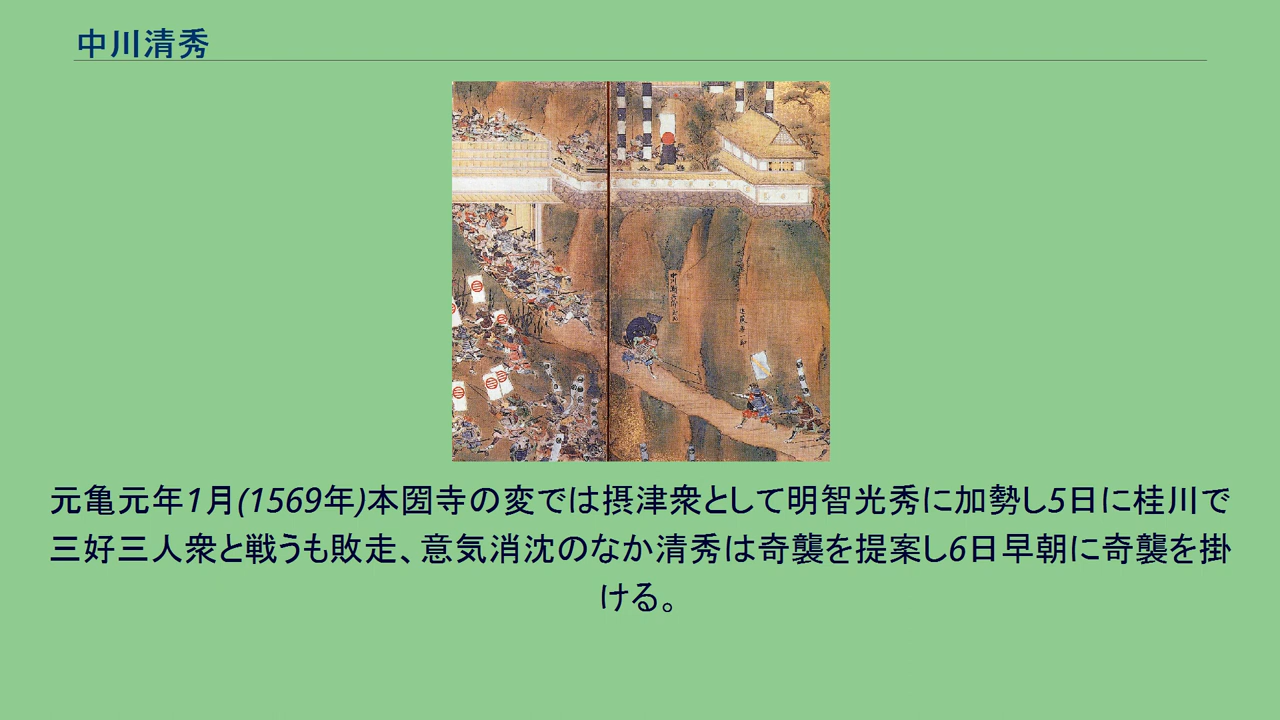 中川清秀
元亀元年1月(1569年)本圀寺の変では摂津衆として明智光秀に加勢し5日に桂川で
三好三人衆と戦うも敗走、意気消沈のなか清秀は奇襲を提案し6日早朝に奇襲を掛
ける。